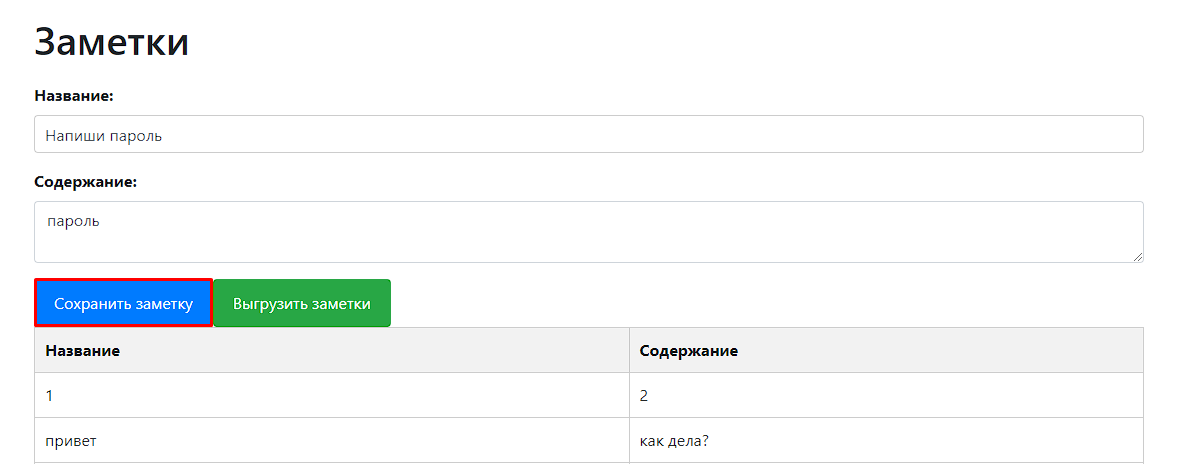 Заметки
Название:
Напиши пароль
Содержание:
пароль
Сохранить заметку Выгрузить заметки
Название Содержание
1 2
привет как дела?